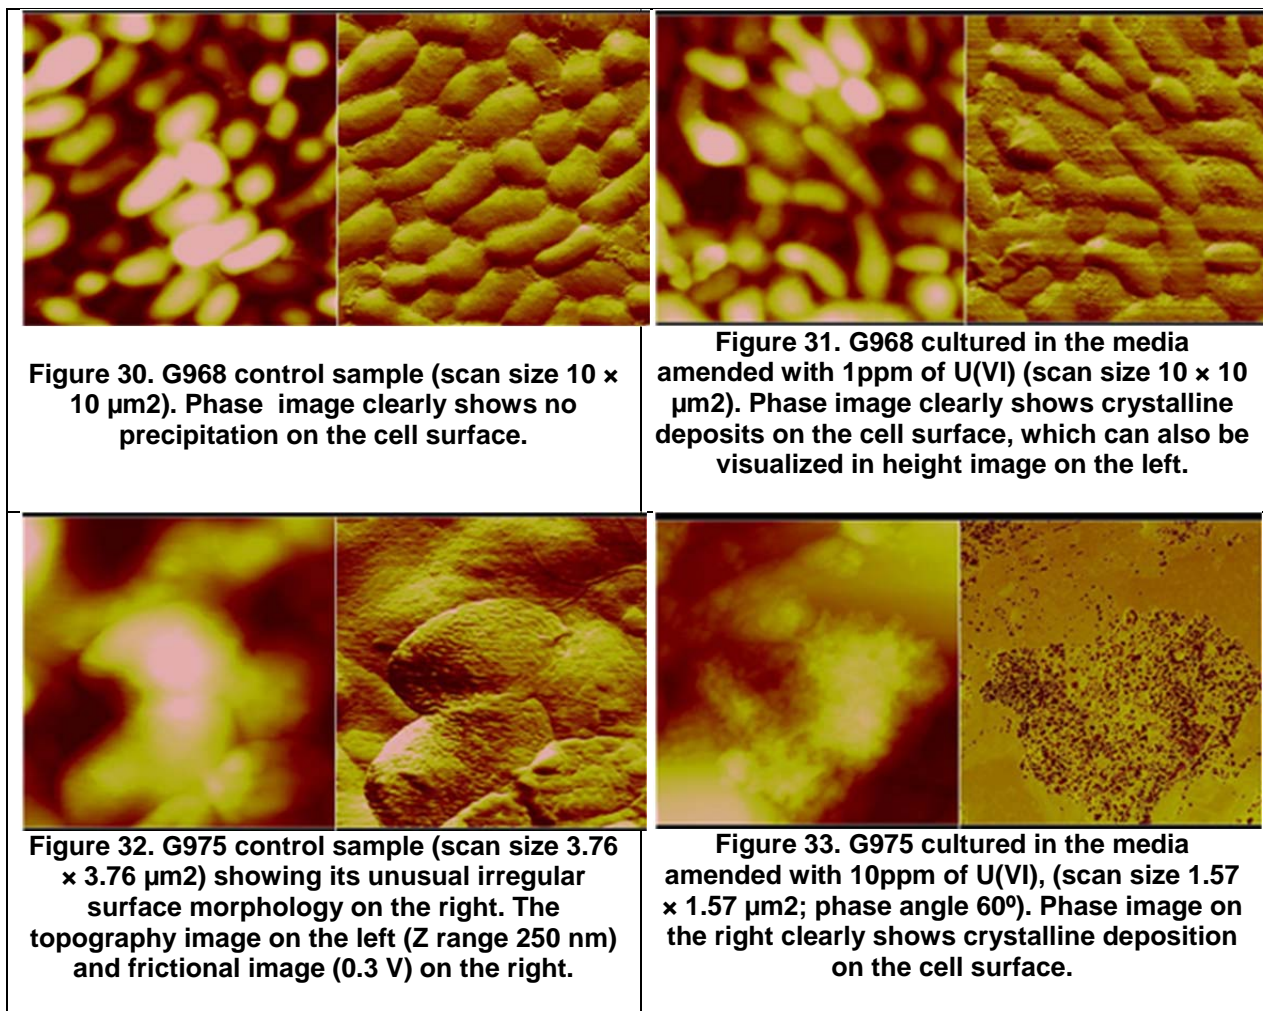 Figure 30. G968 control sample (scan size 10 ×
10 µm2). Phase  image clearly shows no
precipitation on the cell surface.
Figure 31. G968 cultured in the media
amended with 1ppm of U(VI) (scan size 10 × 10
µm2). Phase image clearly shows crystalline
deposits on the cell surface, which can also be
visualized in height image on the left.
Figure 32. G975 control sample (scan size 3.76
× 3.76 µm2) showing its unusual irregular
surface morphology on the right. The
topography image on the left (Z range 250 nm)
and frictional image (0.3 V) on the right.
Figure 33. G975 cultured in the media
amended with 10ppm of U(VI), (scan size 1.57
× 1.57 µm2; phase angle 60º). Phase image on
the right clearly shows crystalline deposition
on the cell surface.